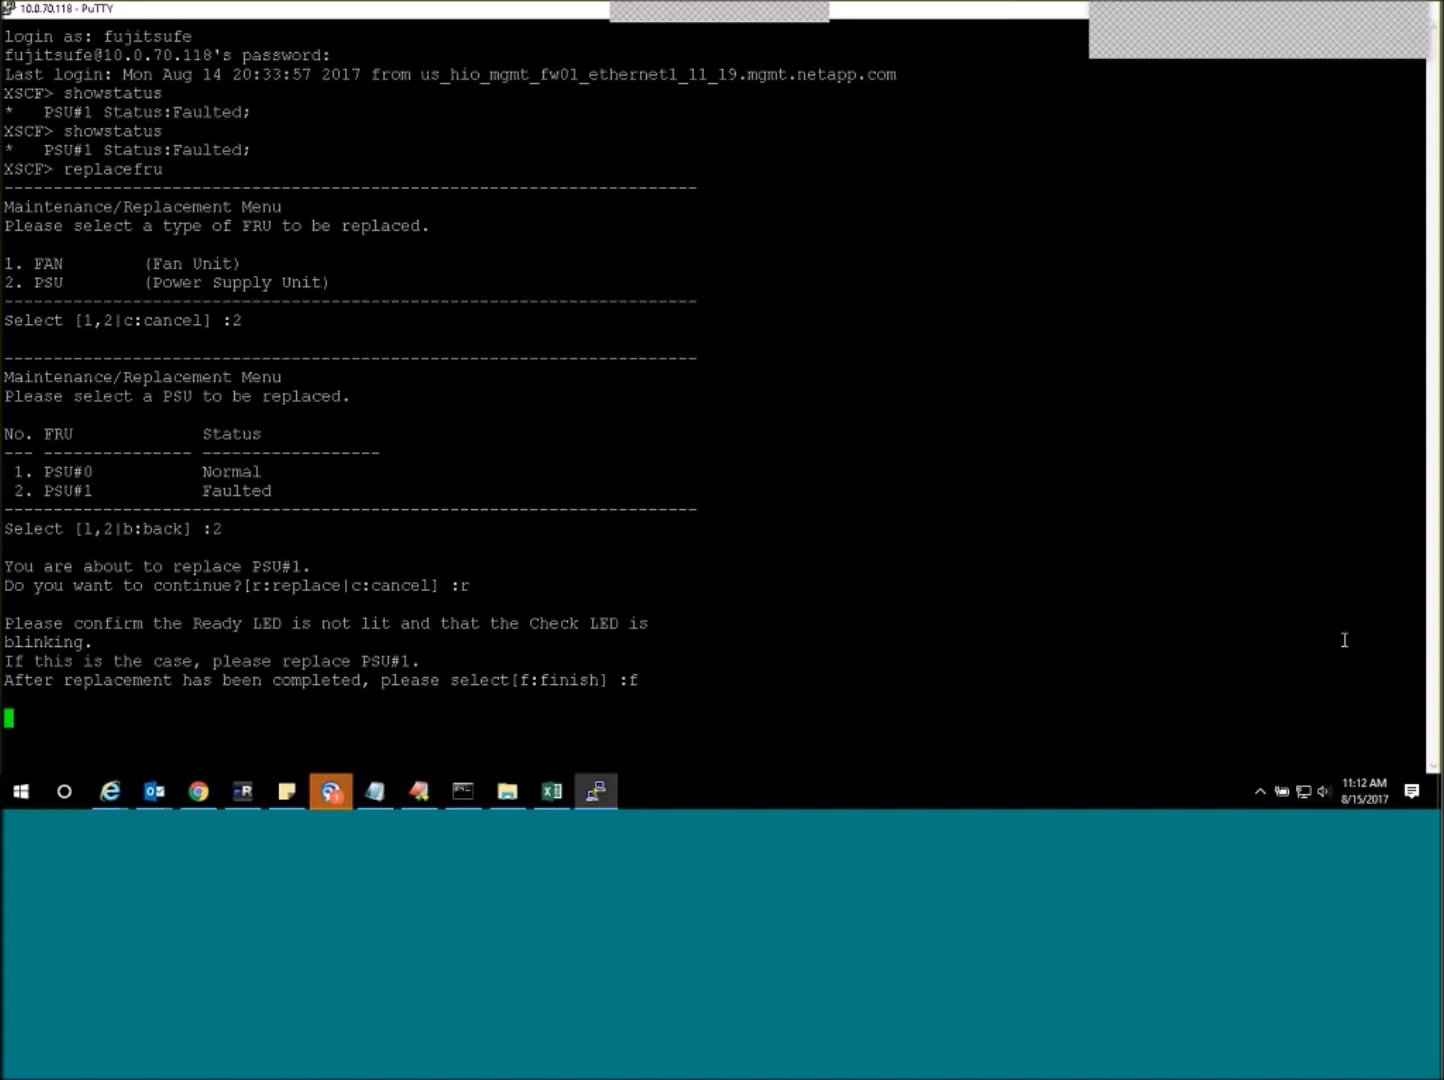 10.0.70.118 - PuTTY
login as: fujitsufe
fujitsufe@10.0.70.118's password:
Last login: Mon Aug 14 20:33:57 2017 from us_hio_mgmt_fw01_ethernet1_11_19.mgmt.netapp.com
XSCF> showstatus
*   PSU#1 Status:Faulted;
XSCF> showstatus
*   PSU#1 Status:Faulted;
XSCF> replacefru
----------------------------------------------------------------------
Maintenance/Replacement Menu
Please select a type of FRU to be replaced.
1. FAN        (Fan Unit)
2. PSU        (Power Supply Unit)
----------------------------------------------------------------------
Select [1,2|c:cancel] :2
----------------------------------------------------------------------
Maintenance/Replacement Menu
Please select a PSU to be replaced.
No. FRU             Status
--- --------------- ------------------
 1. PSU#0           Normal
 2. PSU#1           Faulted
----------------------------------------------------------------------
Select [1,2|b:back] :2
You are about to replace PSU#1.
Do you want to continue?[r:replace|c:cancel] :r
Please confirm the Ready LED is not lit and that the Check LED is
blinking.
If this is the case, please replace PSU#1.
After replacement has been completed, please select[f:finish] :f
11:12 AM
8/15/2017